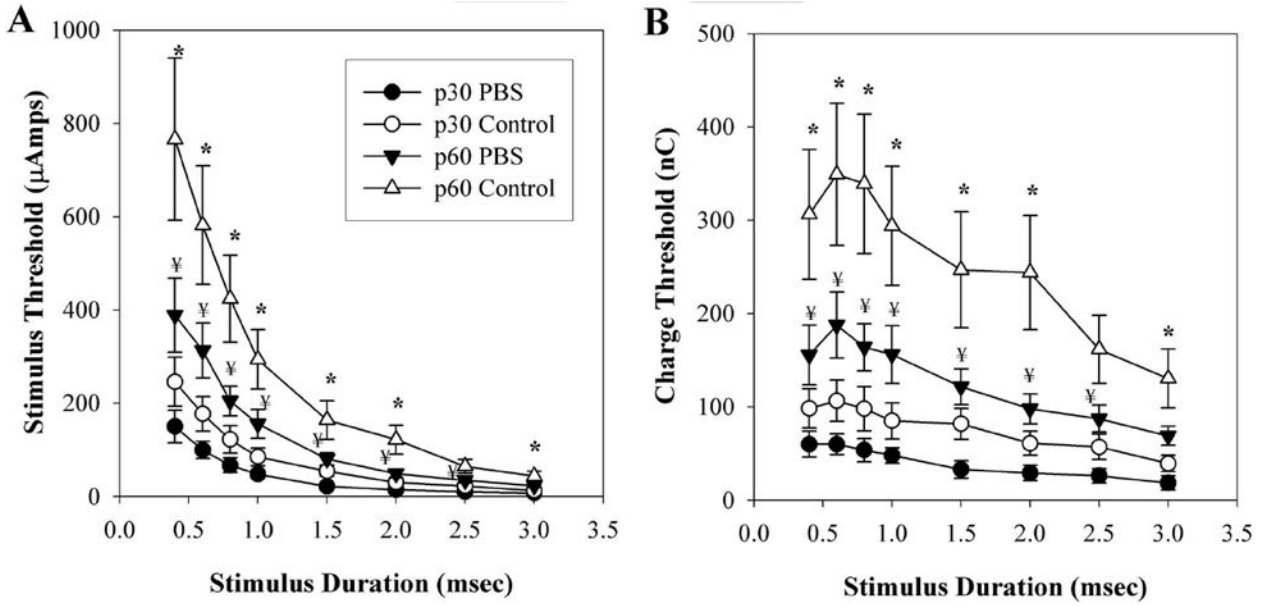 A
B
Stimulus Threshold (µAmps)
1000
800
600
400
200
0
p30 PBS
p30 Control
p60 PBS
p60 Control
* * * * * * *
¥ ¥ ¥ ¥ ¥ ¥ ¥
0.0 0.5 1.0 1.5 2.0 2.5 3.0 3.5
Stimulus Duration (msec)
Charge Threshold (nC)
500
400
300
200
100
0
* * * * * * *
¥ ¥ ¥ ¥ ¥ ¥ ¥
0.0 0.5 1.0 1.5 2.0 2.5 3.0 3.5
Stimulus Duration (msec)